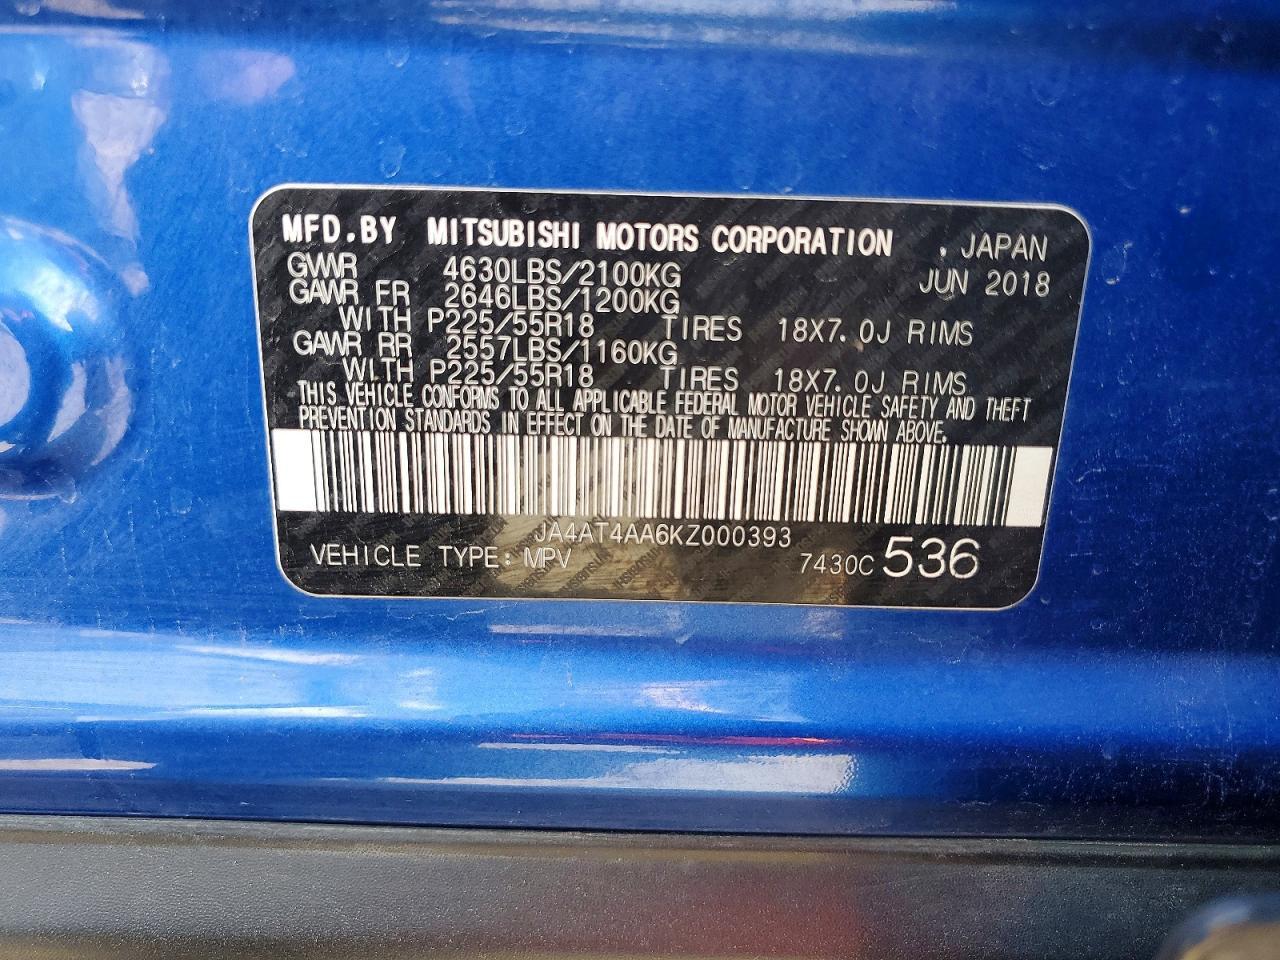 MFD.BY MITSUBISHI MOTORS CORPORATION , JAPAN
GVWR 4630LBS/2100KG JUN 2018
GAWR FR 2646LBS/1200KG
WITH P225/55R18 TIRES 18X7.0J RIMS
GAWR RR 2557LBS/1160KG
WITH P225/55R18 TIRES 18X7.0J RIMS
THIS VEHICLE CONFORMS TO ALL APPLICABLE FEDERAL MOTOR VEHICLE SAFETY AND THEFT
PREVENTION STANDARDS IN EFFECT ON THE DATE OF MANUFACTURE SHOWN ABOVE.
JA4AT4AA6KZ000393
VEHICLE TYPE: MPV 7430C 536